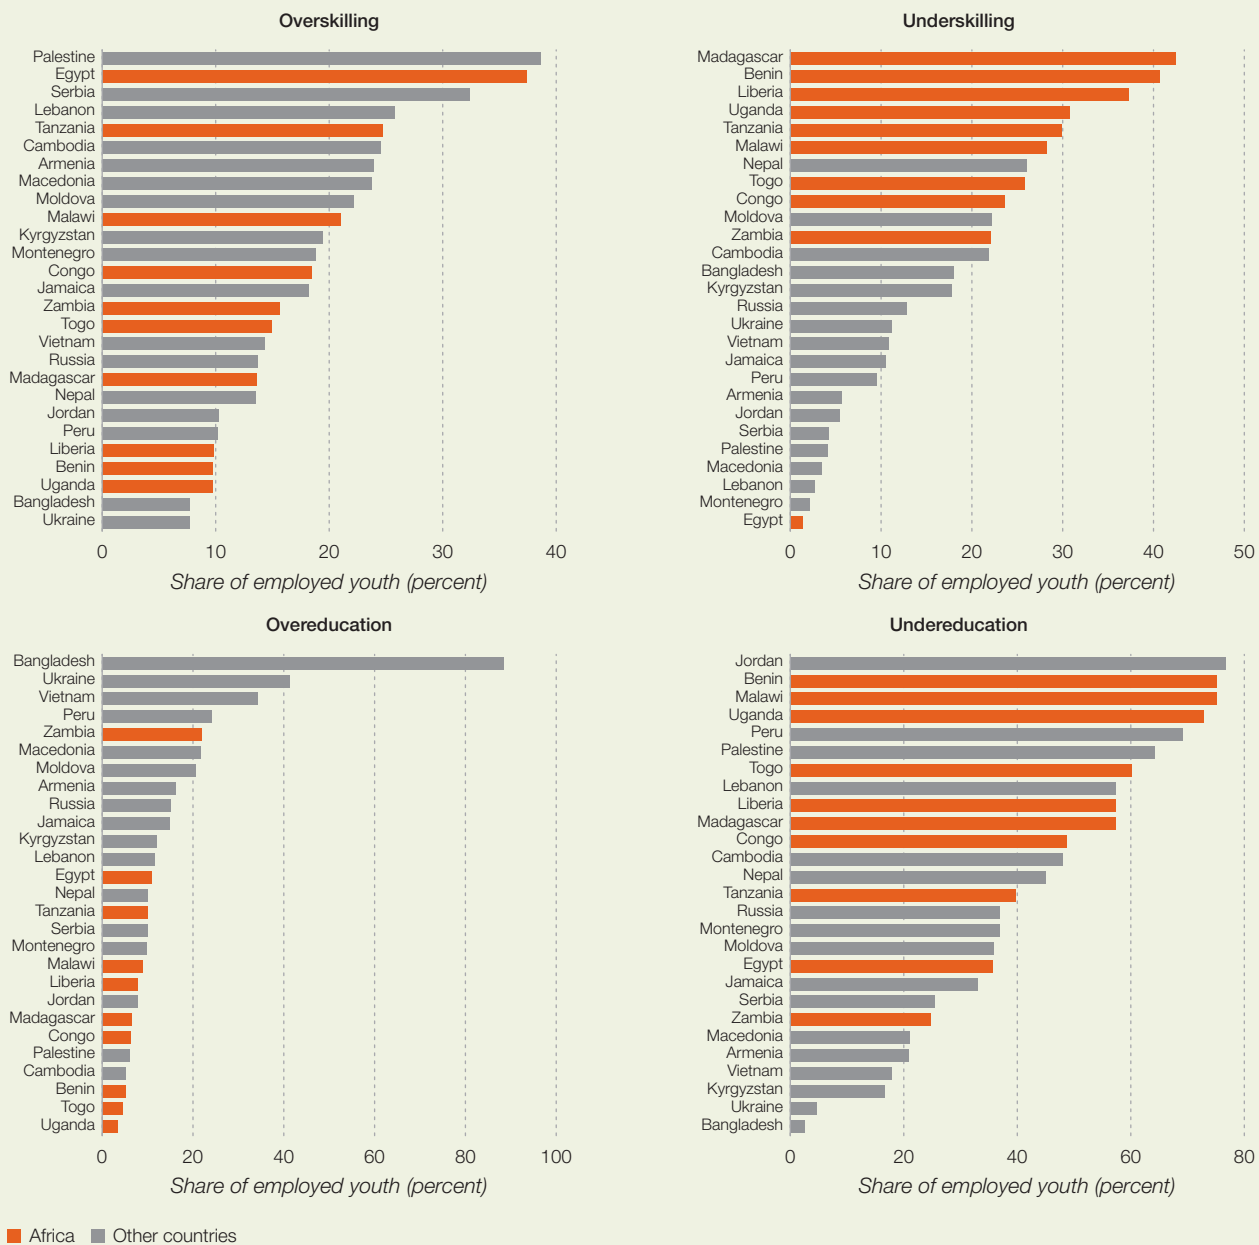 Overskilling
Palestine
Egypt
Serbia
Lebanon
Tanzania
Cambodia
Armenia
Macedonia
Moldova
Malawi
Kyrgyzstan
Montenegro
Congo
Jamaica
Zambia
Togo
Vietnam
Russia
Madagascar
Nepal
Jordan
Peru
Liberia
Benin
Uganda
Bangladesh
Ukraine
0 10 20 30 40
Share of employed youth (percent)
Underskilling
Madagascar
Benin
Liberia
Uganda
Tanzania
Malawi
Nepal
Togo
Congo
Moldova
Zambia
Cambodia
Bangladesh
Kyrgyzstan
Russia
Ukraine
Vietnam
Jamaica
Peru
Armenia
Jordan
Serbia
Palestine
Macedonia
Lebanon
Montenegro
Egypt
0 10 20 30 40 50
Share of employed youth (percent)
Overeducation
Bangladesh
Ukraine
Vietnam
Peru
Zambia
Macedonia
Moldova
Armenia
Russia
Jamaica
Kyrgyzstan
Lebanon
Egypt
Nepal
Tanzania
Serbia
Montenegro
Malawi
Liberia
Jordan
Madagascar
Congo
Palestine
Cambodia
Benin
Togo
Uganda
0 20 40 60 80 100
Share of employed youth (percent)
Undereducation
Jordan
Benin
Malawi
Uganda
Peru
Palestine
Togo
Lebanon
Liberia
Madagascar
Congo
Cambodia
Nepal
Tanzania
Russia
Montenegro
Moldova
Egypt
Jamaica
Serbia
Zambia
Macedonia
Armenia
Vietnam
Kyrgyzstan
Ukraine
Bangladesh
0 20 40 60 80
Share of employed youth (percent)
Africa Other countries